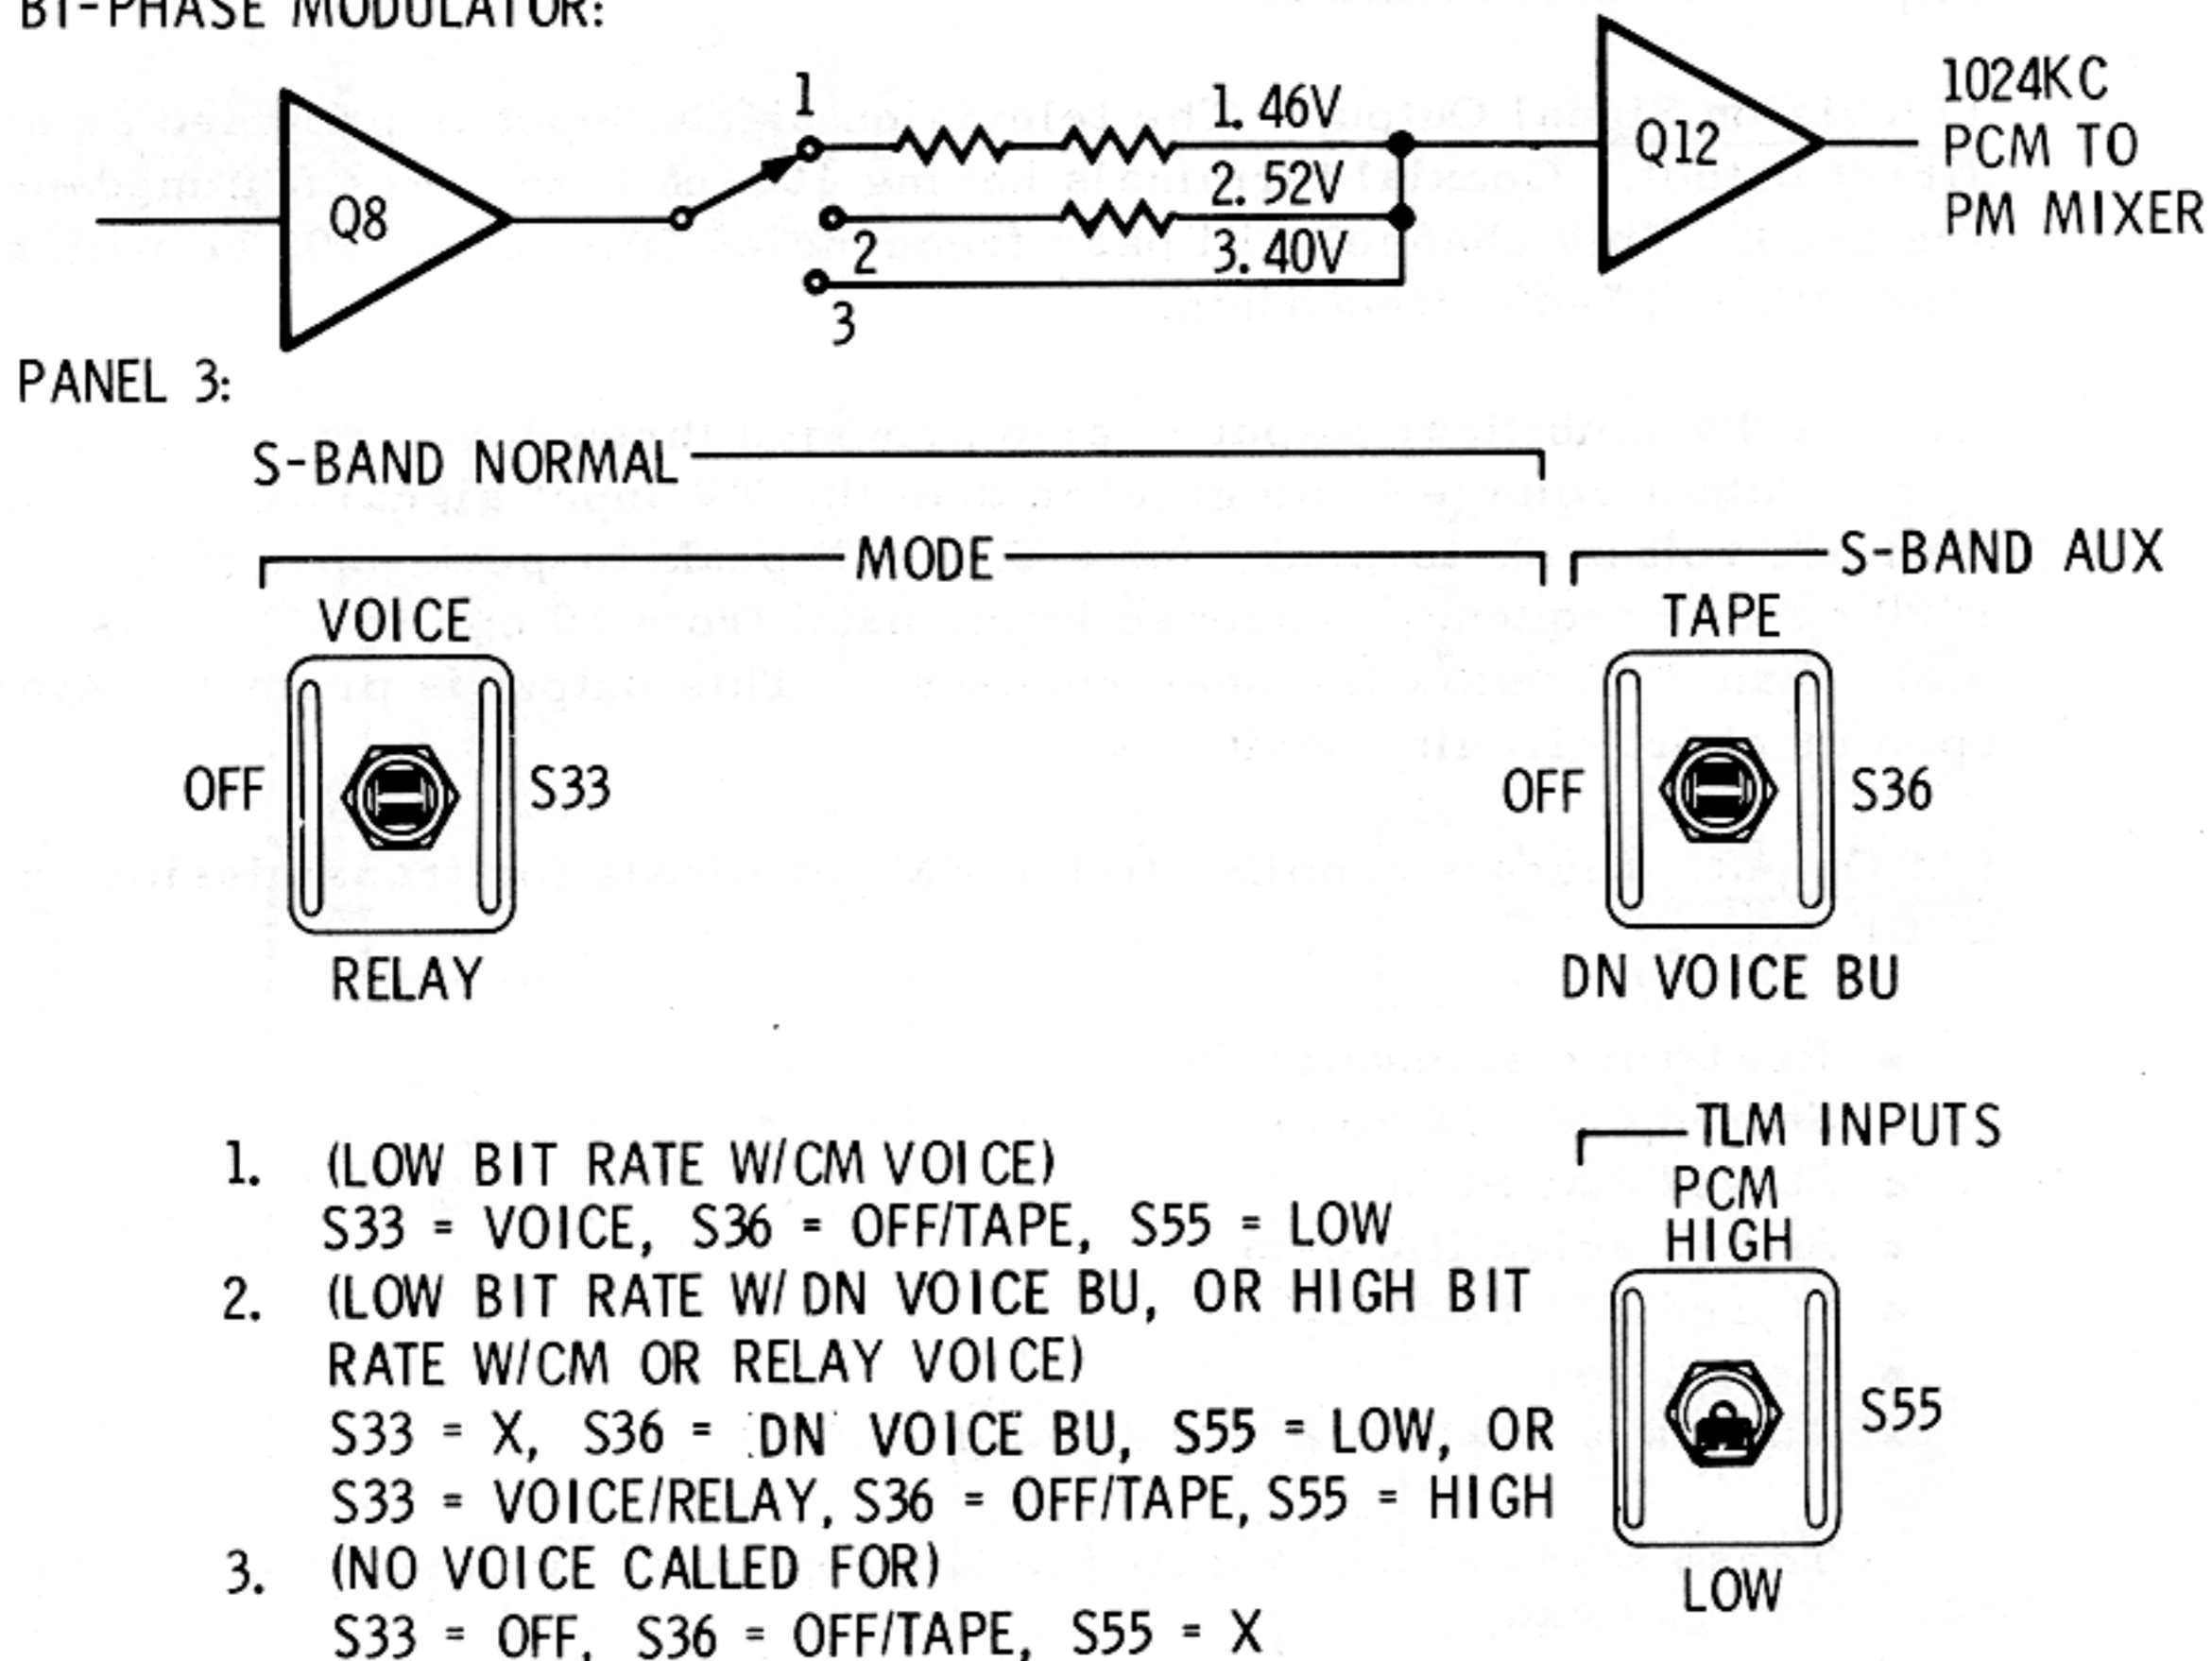 BI-PHASE MODULATOR:
1
1.46V
1024KC
PCM TO
PM MIXER
Q8
Q12
2.52V
2
3.40V
3
PANEL 3:
S-BAND NORMAL
MODE
S-BAND AUX
VOICE
TAPE
OFF
S33
OFF
S36
RELAY
DN VOICE BU
TLM INPUTS
PCM
HIGH
S55
LOW
1. (LOW BIT RATE W/CM VOICE)
S33 = VOICE, S36 = OFF/TAPE, S55 = LOW
2. (LOW BIT RATE W/DN VOICE BU, OR HIGH BIT
RATE W/CM OR RELAY VOICE)
S33 = X, S36 = DN VOICE BU, S55 = LOW, OR
S33 = VOICE/RELAY, S36 = OFF/TAPE, S55 = HIGH
3. (NO VOICE CALLED FOR)
S33 = OFF, S36 = OFF/TAPE, S55 = X